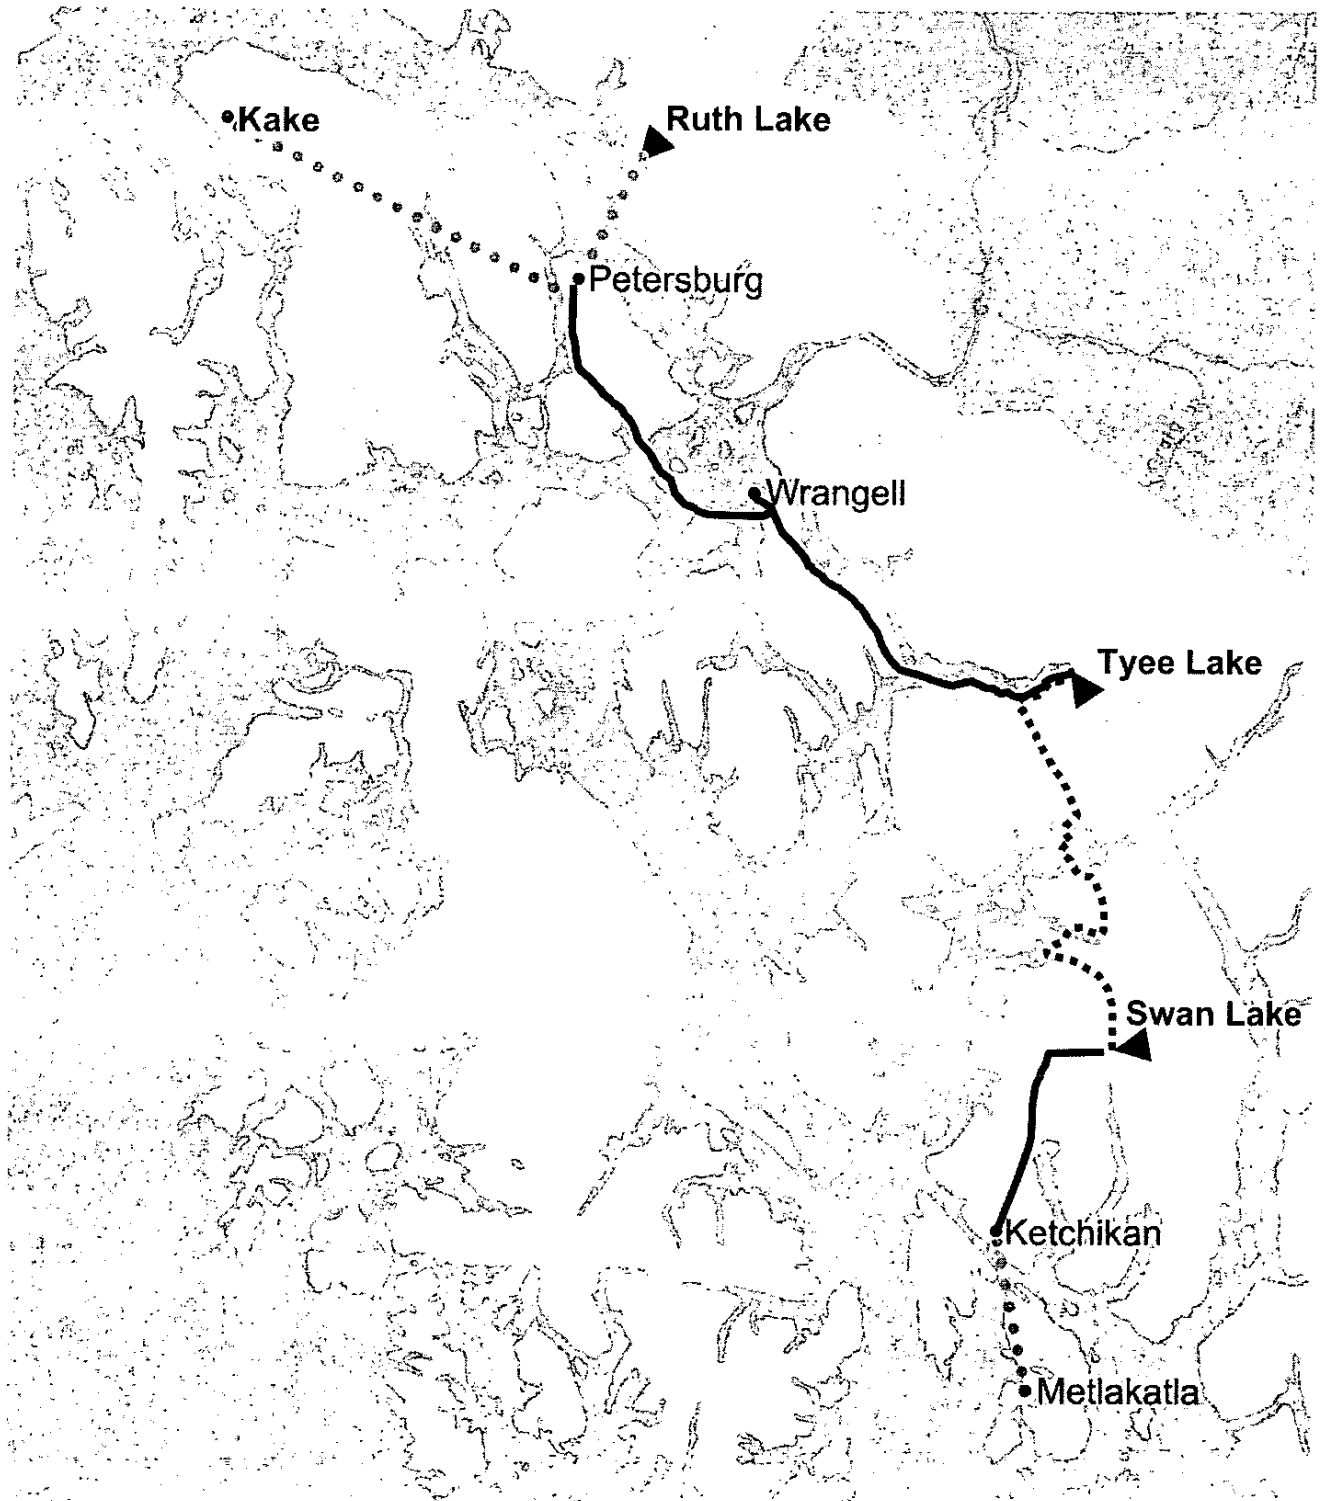 Kake
Ruth Lake
Petersburg
Wrangell
Tyee Lake
Swan Lake
Ketchikan
Metlakatla